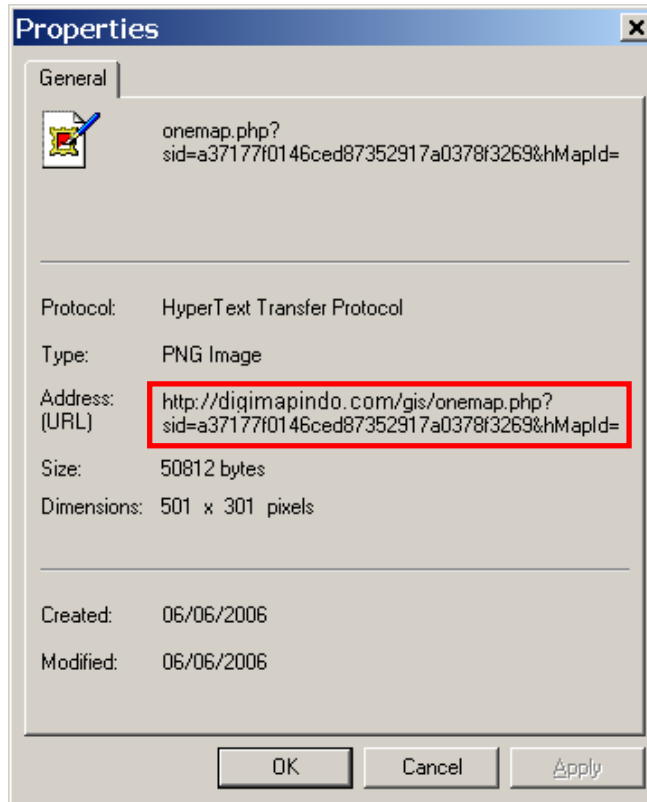 Properties
General
onemap.php?
sid=a37177f0146ced87352917a0378f3269&hMapId=
Protocol: HyperText Transfer Protocol
Type: PNG Image
Address: http://digimapindo.com/gis/onemap.php?
(URL) sid=a37177f0146ced87352917a0378f3269&hMapId=
Size: 50812 bytes
Dimensions: 501 x 301 pixels
Created: 06/06/2006
Modified: 06/06/2006
OK Cancel Apply